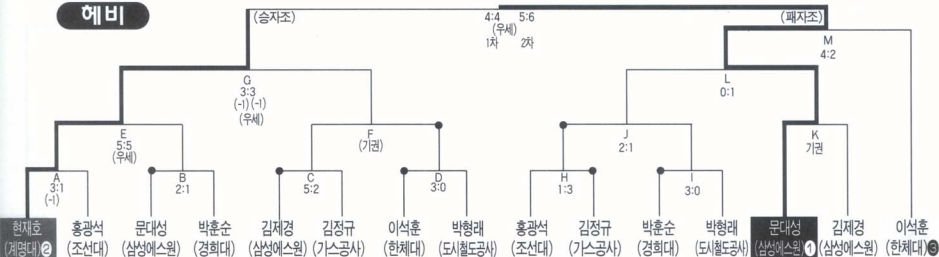 헤비
(승자조) 4:4 5:6 (패자조)
(우세)
1차 2차
M
4:2
G
3:3
(-1) (-1)
(우세)
L
0:1
E
5:5
(우세)
F
(기권)
J
2:1
K
기권
A
3:1
(-1)
B
2:1
C
5:2
D
3:0
H
1:3
I
3:0
현재호 홍광석 문대성 박훈순 김제경 김정규 이석훈 박형래 홍광석 김정규 박훈순 박형래 문대성 김제경 이석훈
(계명대)❷ (조선대) (삼성에스원) (경희대) (삼성에스원) (가스공사) (한체대) (도시철도공사) (조선대) (가스공사) (경희대) (도시철도공사) (삼성에스원)❶ (삼성에스원) (한체대)❸